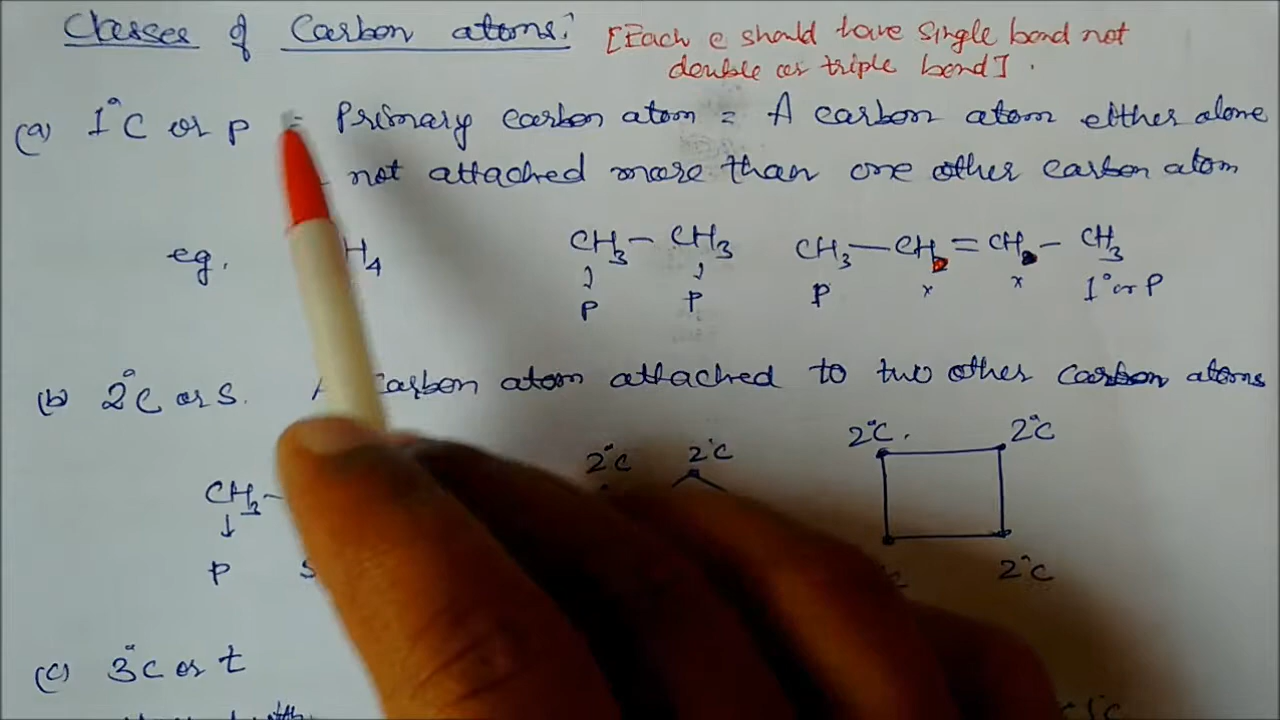 Classes of Carbon atoms:
[Each c should have single bond not
double or triple bond].
(a) 1°C or p = Primary carbon atom = A carbon atom either alone
not attached more than one other carbon atom
eg. H4 CH3 – CH3 CH3 — CH = CH – CH3
P P P x x 1° or P
(b) 2°C or S. Carbon atom attached to two other carbon atoms
2°C 2°C 2°C. 2°C
CH3 –
P S 2°C
(c) 3°C or t